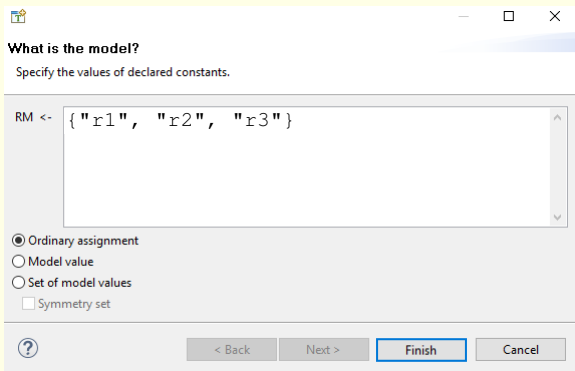 What is the model?
Specify the values of declared constants.
RM <- {"r1", "r2", "r3"}
Ordinary assignment
Model value
Set of model values
Symmetry set
? < Back Next > Finish Cancel